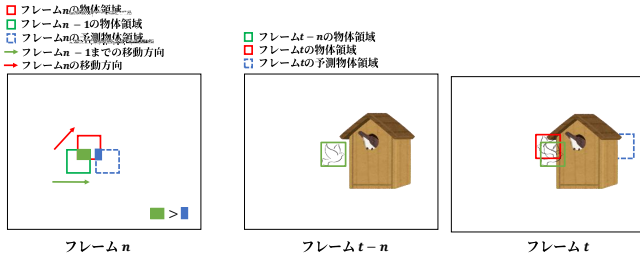 フレームnの物体領域
フレームn − 1の物体領域
フレームnの予測物体領域
フレームn − 1までの移動方向
フレームnの移動方向
>
フレーム n
フレームt − nの物体領域
フレームtの物体領域
フレームtの予測物体領域
フレーム t − n
フレーム t